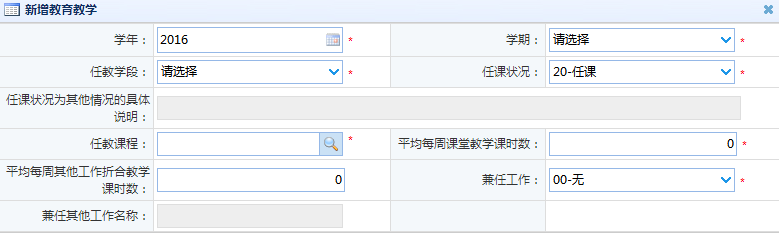 新增教育教学
学年： 2016 * 学期： 请选择 *
任教学段： 请选择 * 任课状况： 20-任课 *
任课状况为其他情况的具体
说明：
任教课程： * 平均每周课堂教学课时数： 0 *
平均每周其他工作折合教学
课时数： 0 兼任工作： 00-无 *
兼任其他工作名称：